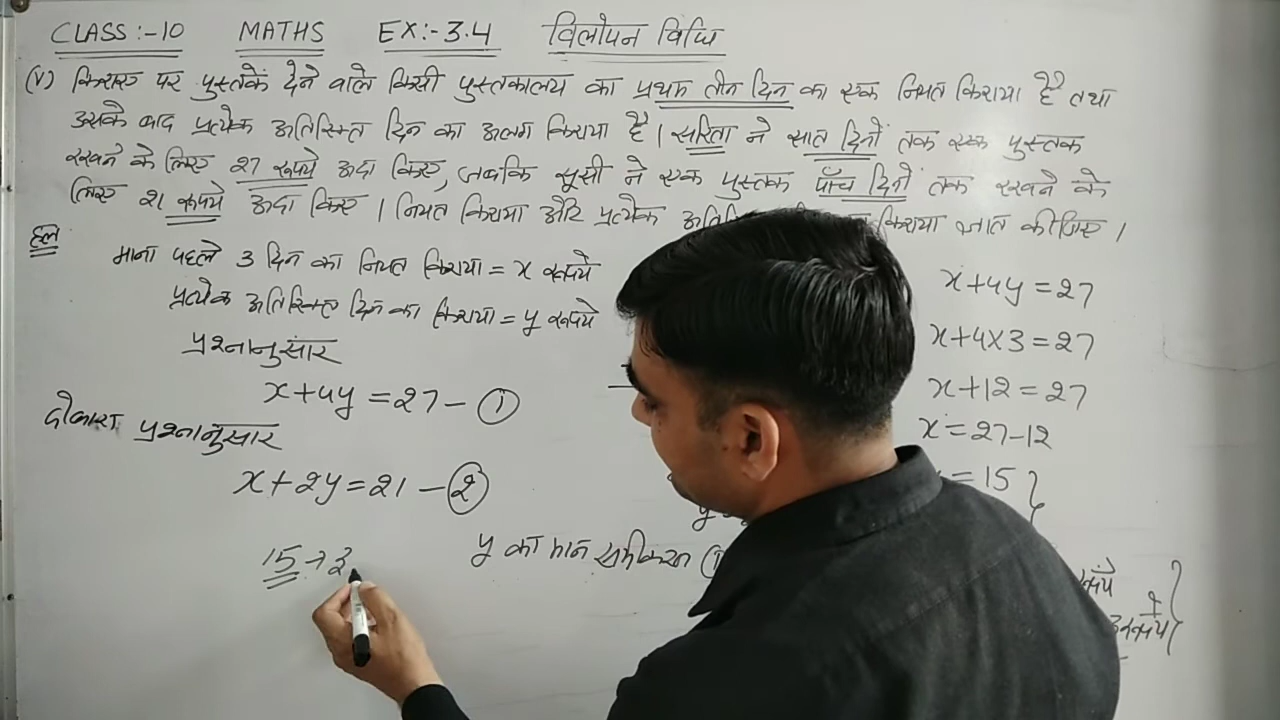 CLASS:-10 MATHS EX:-3.4 विलोपन विधि
(V) किराए पर पुस्तकें देने वाले किसी पुस्तकालय का प्रथम तीन दिन का एक नियत किराया है तथा
उसके बाद प्रत्येक अतिरिक्त दिन का अलग किराया है। सरिता ने सात दिनों तक एक पुस्तक
रखने के लिए 27 रूपये अदा किए, जबकि सूसी ने एक पुस्तक पाँच दिनों तक रखने के
लिए 21 रूपये अदा किए । नियत किराया और प्रत्येक किराया ज्ञात कीजिए ।
हल
माना पहले 3 दिन का नियत किराया = x रूपये
प्रत्येक अतिरिक्त दिन का किराया = y रूपये
प्रश्नानुसार
x+4y=27-①
दोबारा प्रश्नानुसार
x+2y=21-②
15→3
y का मान समीकरण
x+4y=27
x+4×3=27
x+12=27
x=27-12
=15